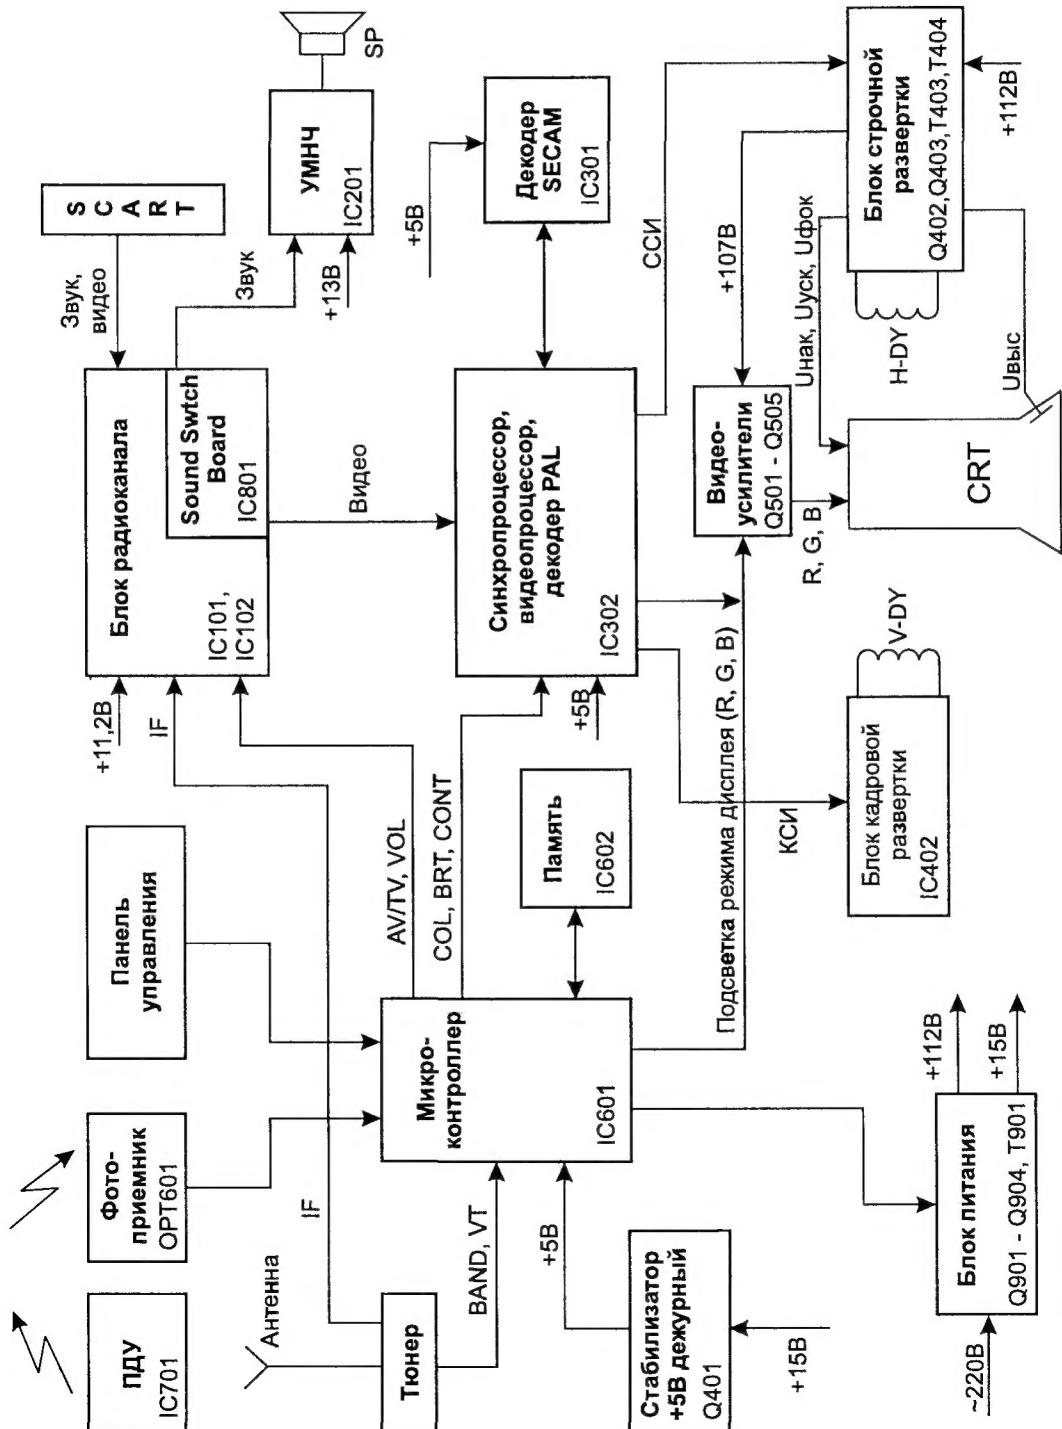 ПДУ
IC701
Фото-
приемник
OPT601
Панель
управления
Блок радиоканала
IC101,
IC102
Sound Swtch
Board
IC801
Звук,
видео
SCART
+11,2В
IF
Звук
+13В
УМНЧ
IC201
SP
Антенна
IF
Тюнер
BAND, VT
AV/TV, VOL
COL, BRT, CONT
Микро-
контроллер
IC601
Память
IC602
+5В
Видео
Синхропроцессор,
видеопроцессор,
декодер PAL
IC302
+5В
Декодер
SECAM
IC301
+5В
Стабилизатор
+5В дежурный
Q401
+15В
Подсветка режима дисплея (R, G, B)
КСИ
ССИ
Видео-
усилители
Q501 - Q505
+107В
R, G, B
Uнак, Uуск, Uфок
~220В
Блок питания
Q901 - Q904, T901
+112В
+15В
Блок кадровой
развертки
IC402
V-DY
CRT
H-DY
Uвыс
Блок строчной
развертки
Q402,Q403,T403,T404
+112В